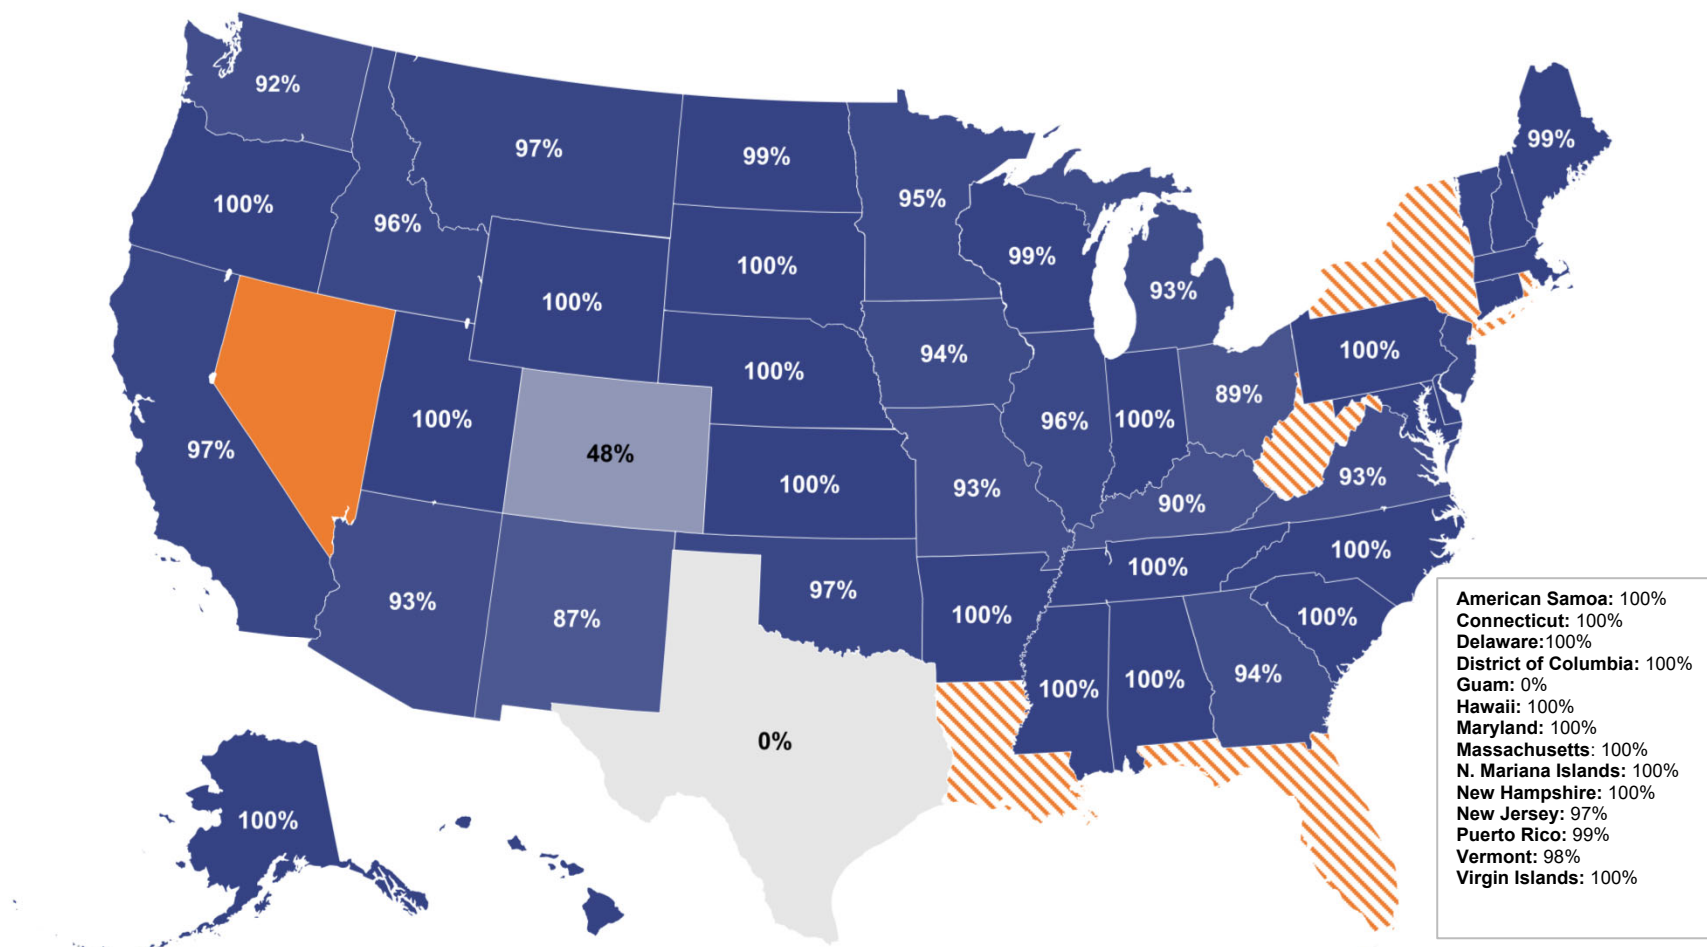 92%
97%
99%
99%
100%
96%
95%
99%
100%
93%
100%
100%
94%
100%
100%
89%
100%
48%
97%
96%
100%
93%
100%
93%
90%
100%
100%
97%
93%
87%
100%
100%
94%
100%
100%
0%
100%
American Samoa: 100%
Connecticut: 100%
Delaware:100%
District of Columbia: 100%
Guam: 0%
Hawaii: 100%
Maryland: 100%
Massachusetts: 100%
N. Mariana Islands: 100%
New Hampshire: 100%
New Jersey: 97%
Puerto Rico: 99%
Vermont: 98%
Virgin Islands: 100%